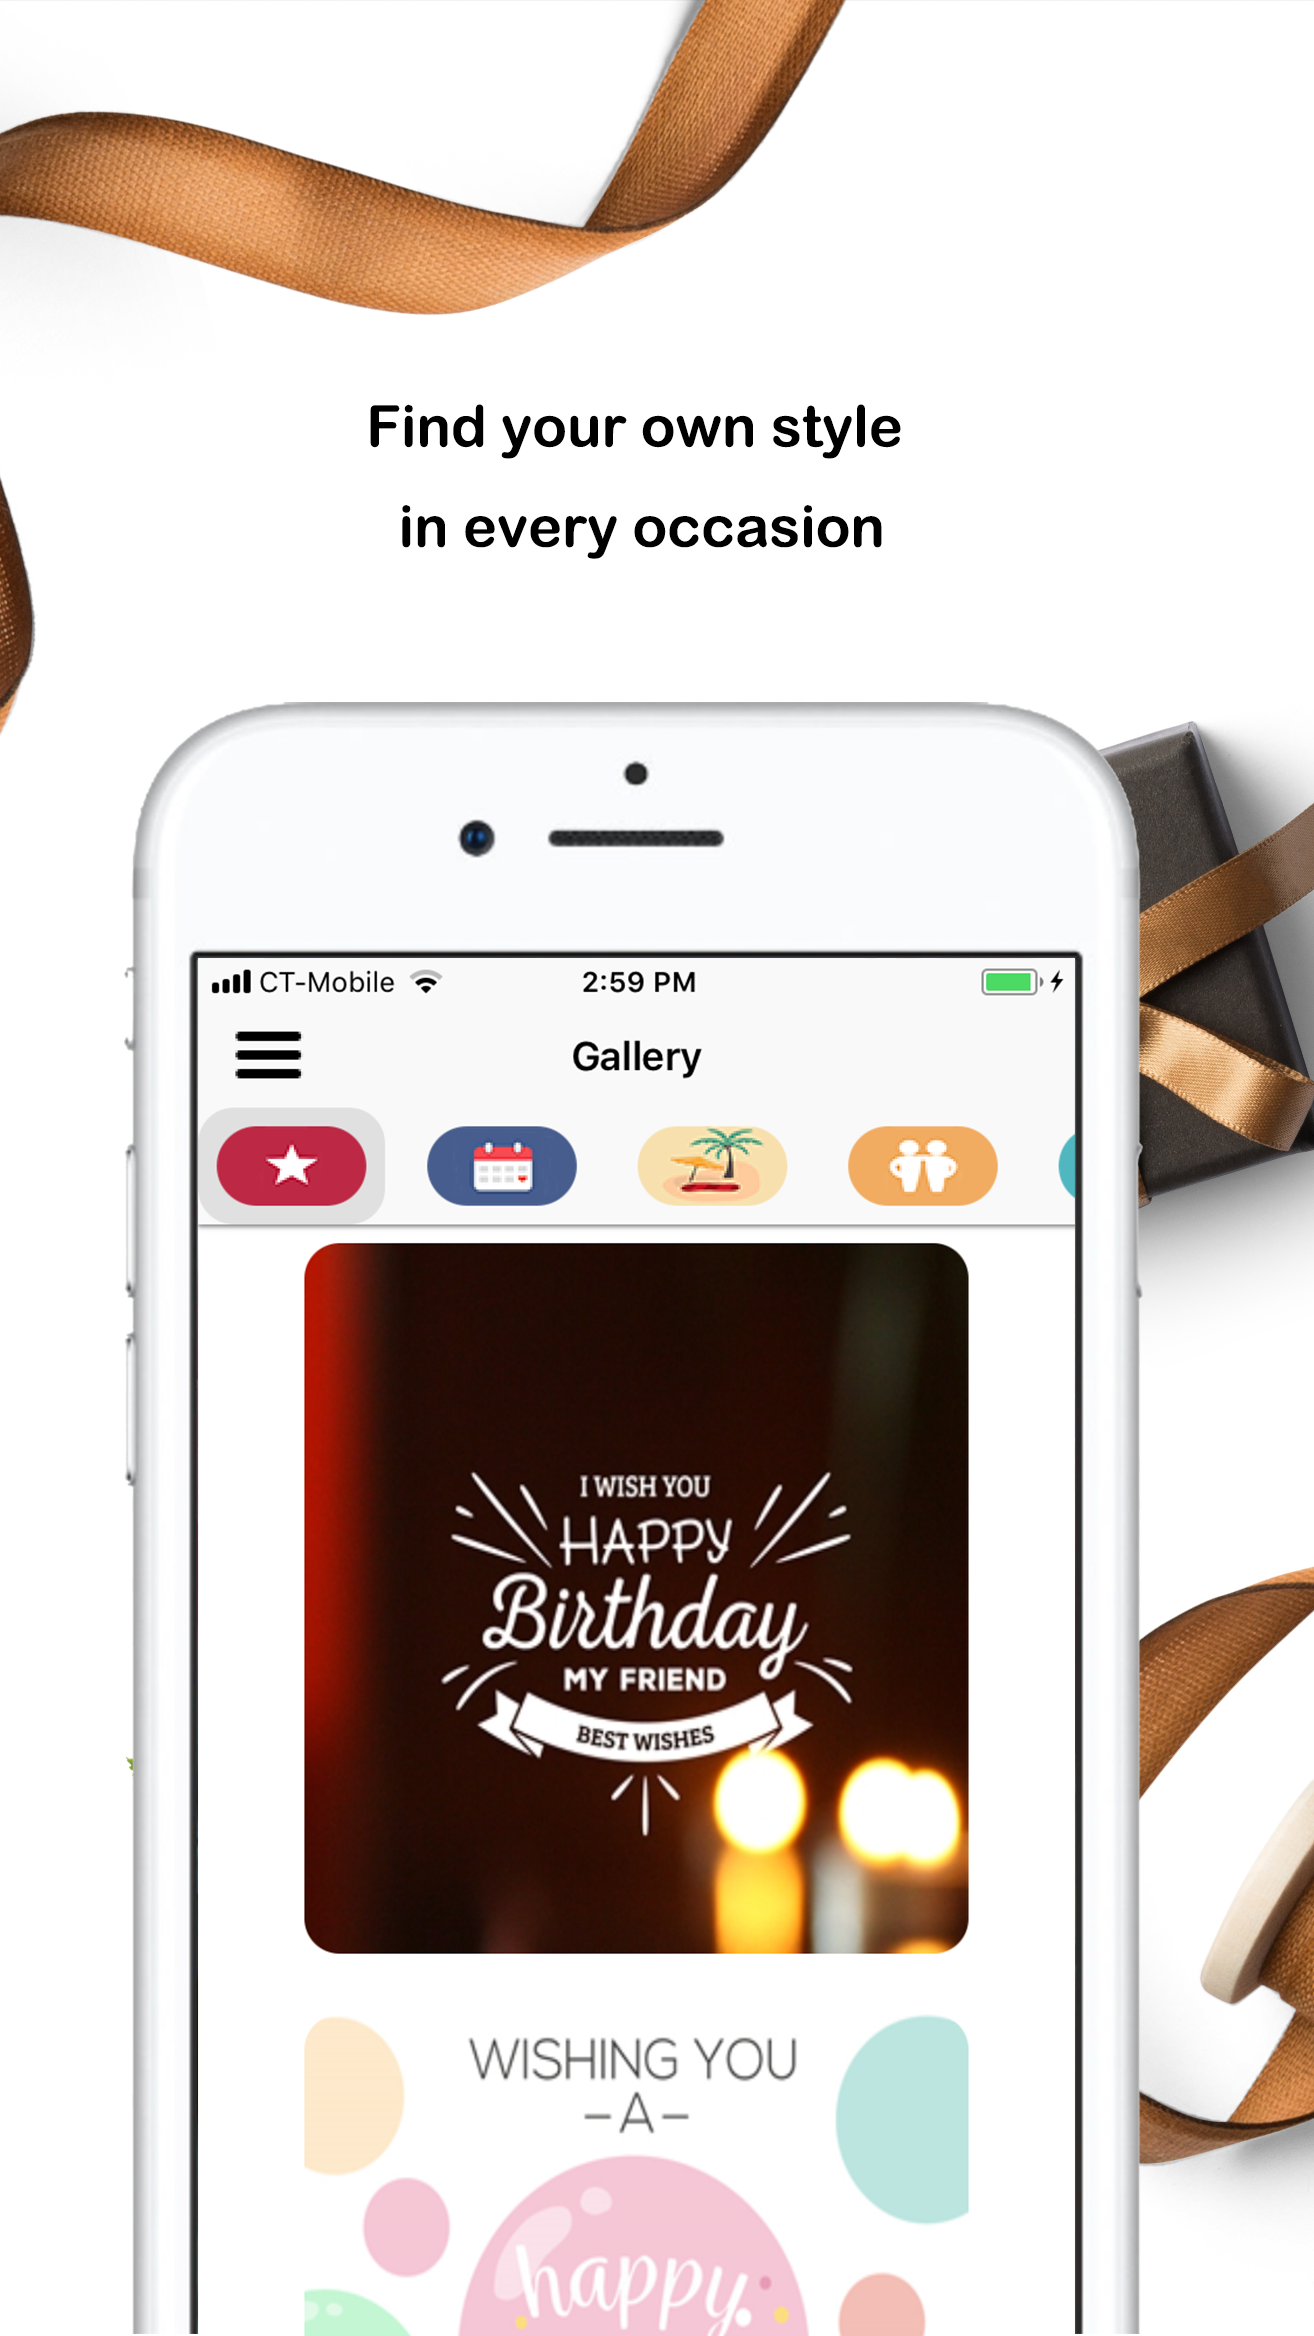 Find your own style
in every occasion
CT-Mobile
2:59 PM
Gallery
I WISH YOU
HAPPY
Birthday
MY FRIEND
BEST WISHES
WISHING YOU
-A-
happy